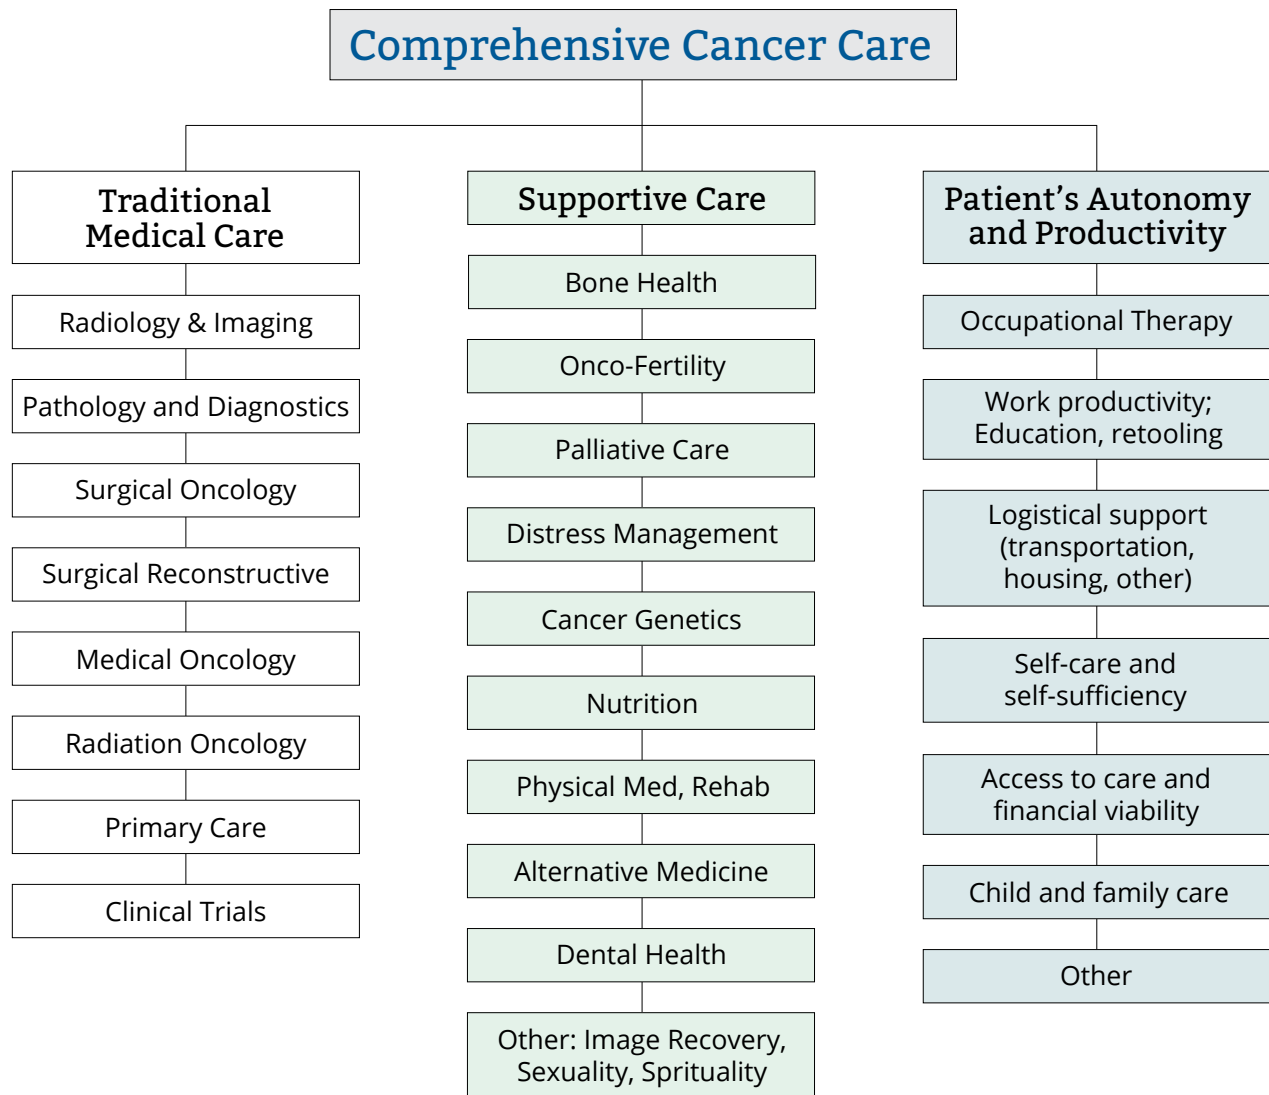 Comprehensive Cancer Care
Traditional
Medical Care
Radiology & Imaging
Pathology and Diagnostics
Surgical Oncology
Surgical Reconstructive
Medical Oncology
Radiation Oncology
Primary Care
Clinical Trials
Supportive Care
Bone Health
Onco-Fertility
Palliative Care
Distress Management
Cancer Genetics
Nutrition
Physical Med, Rehab
Alternative Medicine
Dental Health
Other: Image Recovery,
Sexuality, Sprituality
Patient’s Autonomy
and Productivity
Occupational Therapy
Work productivity;
Education, retooling
Logistical support
(transportation,
housing, other)
Self-care and
self-sufficiency
Access to care and
financial viability
Child and family care
Other